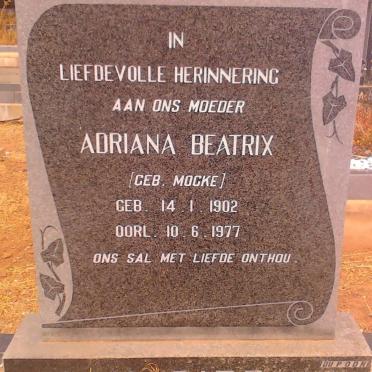 IN
LIEFDEVOLLE HERINNERING
AAN ONS MOEDER
ADRIANA BEATRIX
[GEB. MOCKE]
GEB. 14. 1. 1902
OORL. 10. 6. 1977
ONS SAL MET LIEFDE ONTHOU.